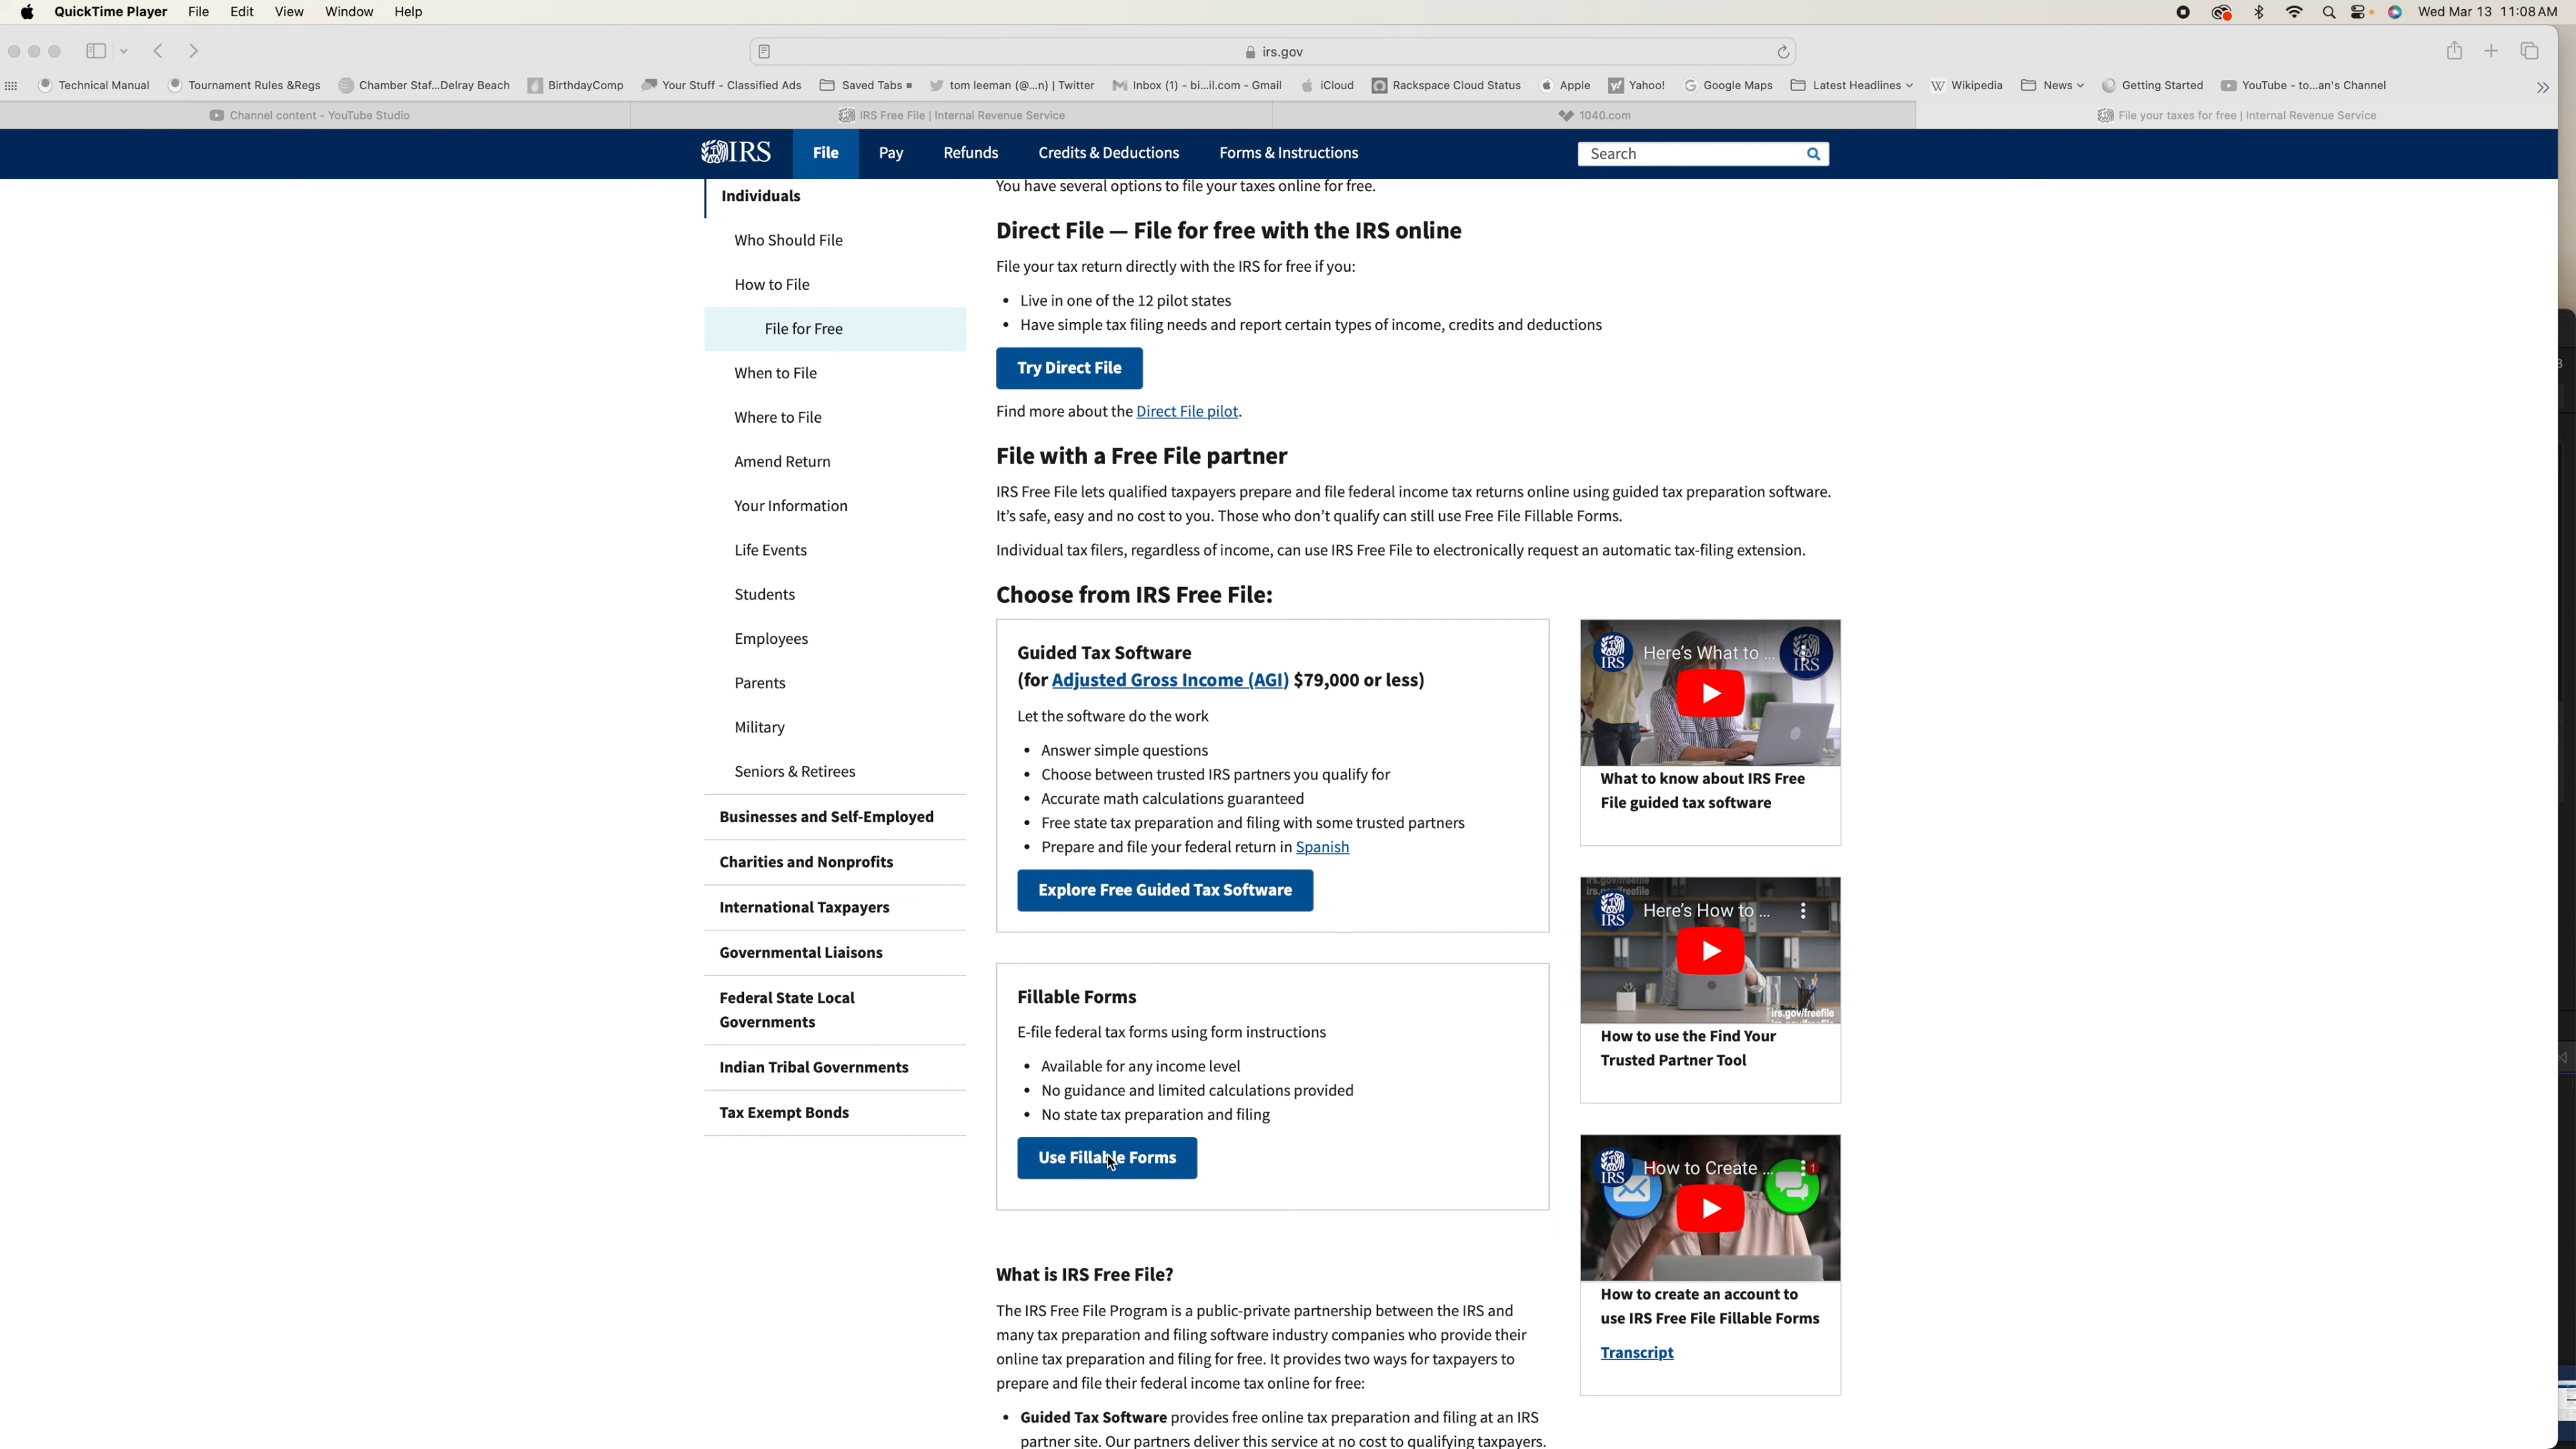 QuickTime Player File Edit View Window Help Wed Mar 13 11:08 AM
irs.gov
Technical Manual Tournament Rules &Regs Chamber Staf...Delray Beach BirthdayComp Your Stuff - Classified Ads Saved Tabs tom leeman (@...n) | Twitter Inbox (1) - bi...il.com - Gmail iCloud Rackspace Cloud Status Apple Yahoo! Google Maps Latest Headlines Wikipedia News Getting Started YouTube - to...an's Channel
Channel content - YouTube Studio IRS Free File | Internal Revenue Service 1040.com File your taxes for free | Internal Revenue Service
IRS File Pay Refunds Credits & Deductions Forms & Instructions Search
Individuals
Who Should File
How to File
File for Free
When to File
Where to File
Amend Return
Your Information
Life Events
Students
Employees
Parents
Military
Seniors & Retirees
Businesses and Self-Employed
Charities and Nonprofits
International Taxpayers
Governmental Liaisons
Federal State Local
Governments
Indian Tribal Governments
Tax Exempt Bonds
You have several options to file your taxes online for free.
Direct File — File for free with the IRS online
File your tax return directly with the IRS for free if you:
• Live in one of the 12 pilot states
• Have simple tax filing needs and report certain types of income, credits and deductions
Try Direct File
Find more about the Direct File pilot.
File with a Free File partner
IRS Free File lets qualified taxpayers prepare and file federal income tax returns online using guided tax preparation software.
It's safe, easy and no cost to you. Those who don't qualify can still use Free File Fillable Forms.
Individual tax filers, regardless of income, can use IRS Free File to electronically request an automatic tax-filing extension.
Choose from IRS Free File:
Guided Tax Software
(for Adjusted Gross Income (AGI) $79,000 or less)
Let the software do the work
• Answer simple questions
• Choose between trusted IRS partners you qualify for
• Accurate math calculations guaranteed
• Free state tax preparation and filing with some trusted partners
• Prepare and file your federal return in Spanish
Explore Free Guided Tax Software
Fillable Forms
E-file federal tax forms using form instructions
• Available for any income level
• No guidance and limited calculations provided
• No state tax preparation and filing
Use Fillable Forms
What is IRS Free File?
The IRS Free File Program is a public-private partnership between the IRS and
many tax preparation and filing software industry companies who provide their
online tax preparation and filing for free. It provides two ways for taxpayers to
prepare and file their federal income tax online for free:
• Guided Tax Software provides free online tax preparation and filing at an IRS
partner site. Our partners deliver this service at no cost to qualifying taxpayers.
IRS Here's What to ... IRS
What to know about IRS Free
File guided tax software
IRS Here's How to ...
irs.gov/freefile
How to use the Find Your
Trusted Partner Tool
IRS How to Create ... 1
How to create an account to
use IRS Free File Fillable Forms
Transcript